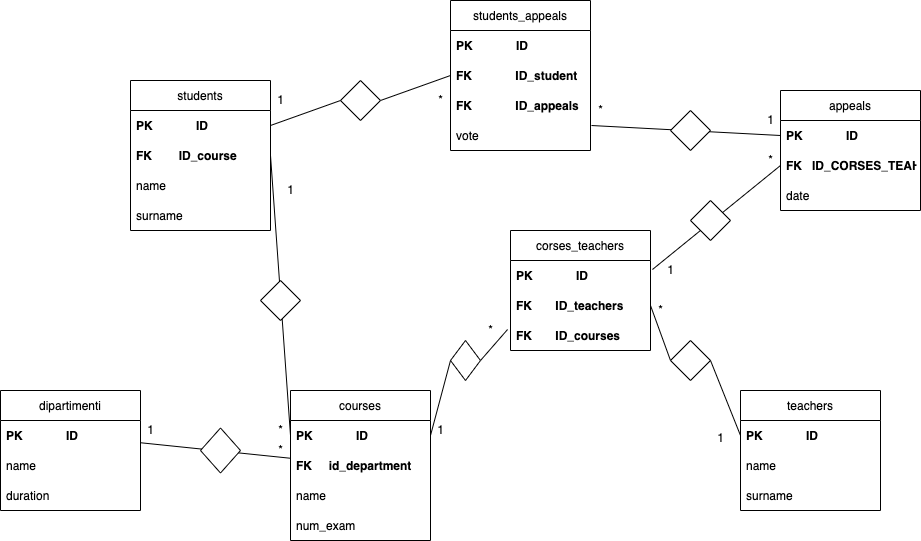 students_appeals
PK ID
FK ID_student
FK ID_appeals
vote
students
PK ID
FK ID_course
name
surname
appeals
PK ID
FK ID_CORSES_TEA
date
corses_teachers
PK ID
FK ID_teachers
FK ID_courses
dipartimenti
PK ID
name
duration
courses
PK ID
FK id_department
name
num_exam
teachers
PK ID
name
surname
1
*
*
1
*
1
1
*
*
1
*
1
*
1